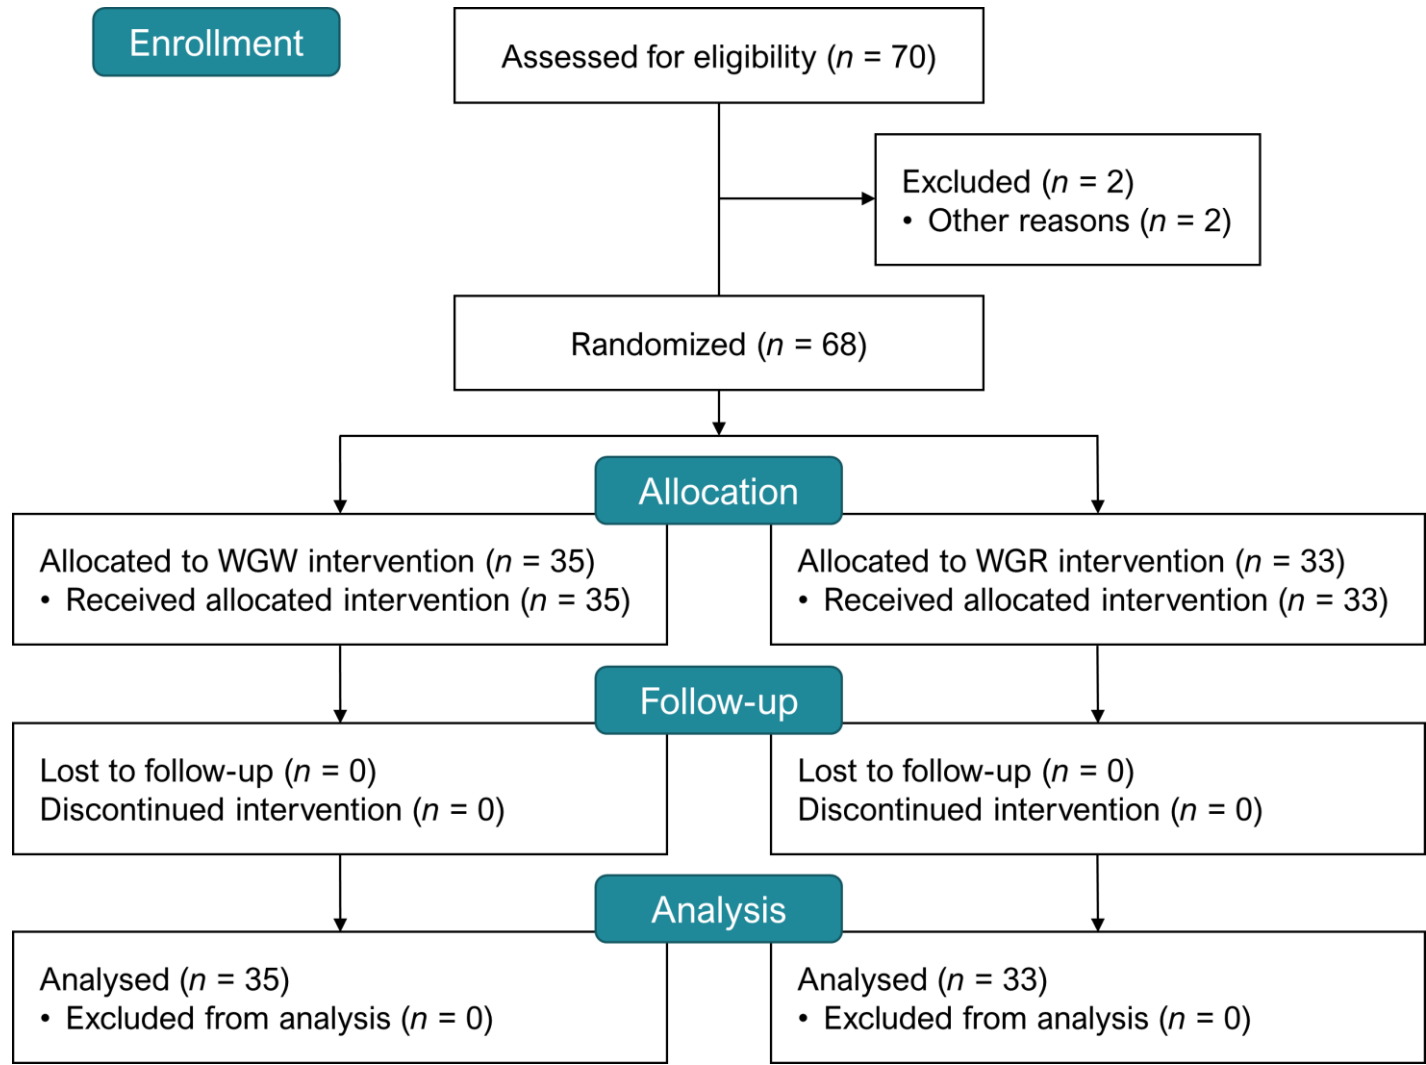 Enrollment
Assessed for eligibility (n = 70)
Excluded (n = 2)
• Other reasons (n = 2)
Randomized (n = 68)
Allocation
Allocated to WGW intervention (n = 35)
• Received allocated intervention (n = 35)
Allocated to WGR intervention (n = 33)
• Received allocated intervention (n = 33)
Follow-up
Lost to follow-up (n = 0)
Discontinued intervention (n = 0)
Lost to follow-up (n = 0)
Discontinued intervention (n = 0)
Analysis
Analysed (n = 35)
• Excluded from analysis (n = 0)
Analysed (n = 33)
• Excluded from analysis (n = 0)